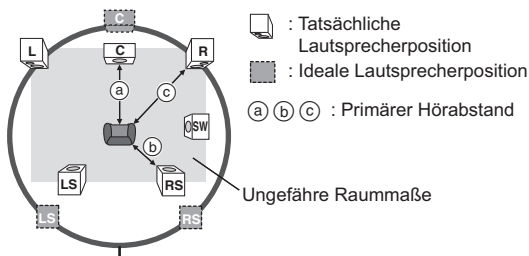 C
L
C
R
a
c
SW
b
LS
RS
LS
RS
: Tatsächliche
Lautsprecherposition
: Ideale Lautsprecherposition
a b c : Primärer Hörabstand
Ungefähre Raummaße